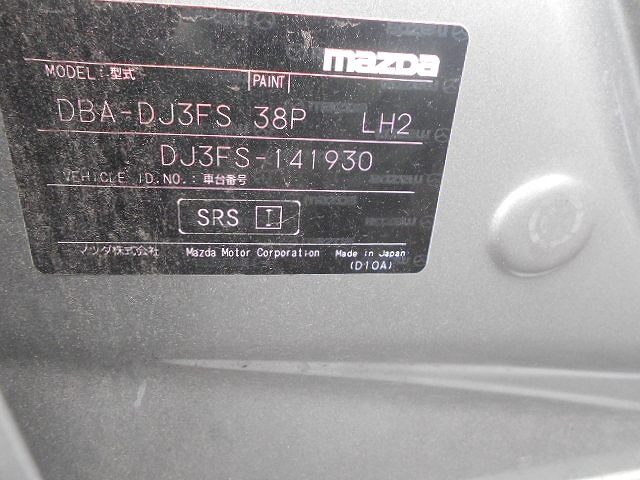 mazda
MODEL: 型式 PAINT
DBA-DJ3FS 38P LH2
DJ3FS-141930
VEHICLE ID.NO.: 車台番号
SRS I
マツダ株式会社 Mazda Motor Corporation Made in Japan
(D10A)